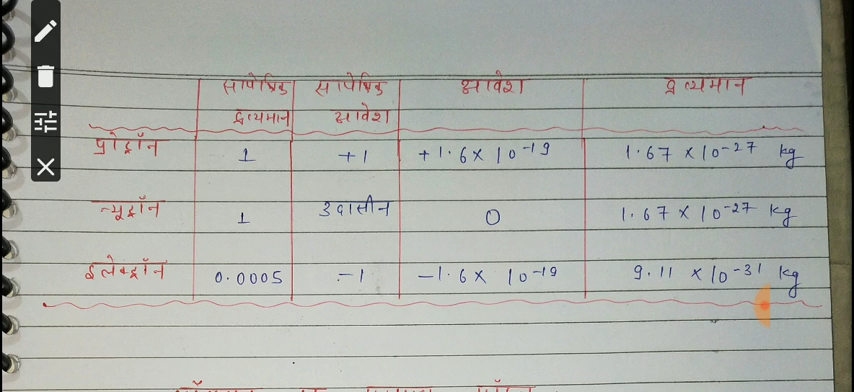 सापेक्षिक सापेक्षिक आवेश द्रव्यमान
द्रव्यमान आवेश
प्रोट्रॉन 1 +1 +1.6 × 10-19 1.67 × 10-27 kg
न्यूट्रॉन 1 उदासीन 0 1.67 × 10-27 kg
इलेक्ट्रॉन 0.0005 -1 -1.6 × 10-19 9.11 × 10-31 kg